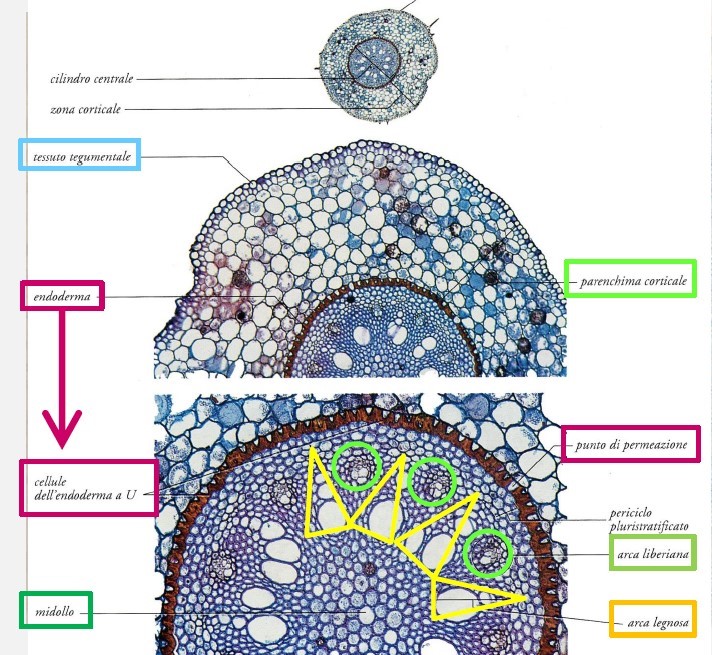 cilindro centrale
zona corticale
tessuto tegumentale
endoderma
parenchima corticale
punto di permeazione
cellule
dell'endoderma a U
periciclo
pluristratificato
arca liberiana
midollo
arca legnosa